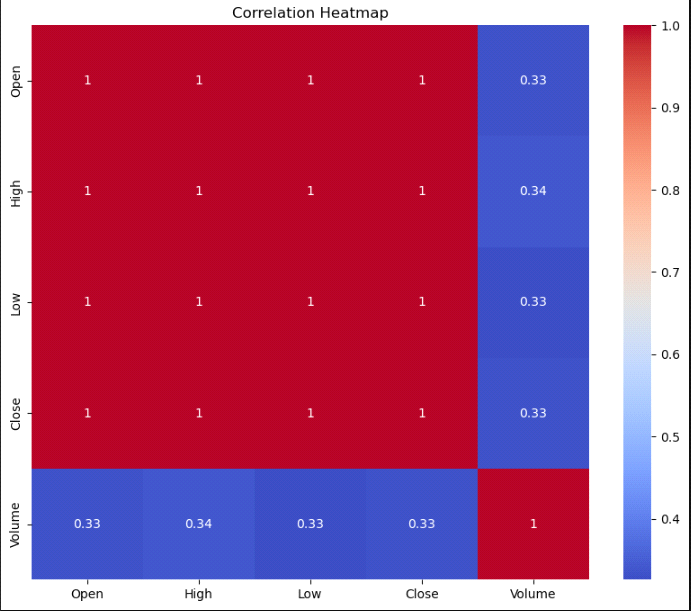 Correlation Heatmap
Open 1 1 1 1 0.33
High 1 1 1 1 0.34
Low 1 1 1 1 0.33
Close 1 1 1 1 0.33
Volume 0.33 0.34 0.33 0.33 1
Open High Low Close Volume
1.0
0.9
0.8
0.7
0.6
0.5
0.4